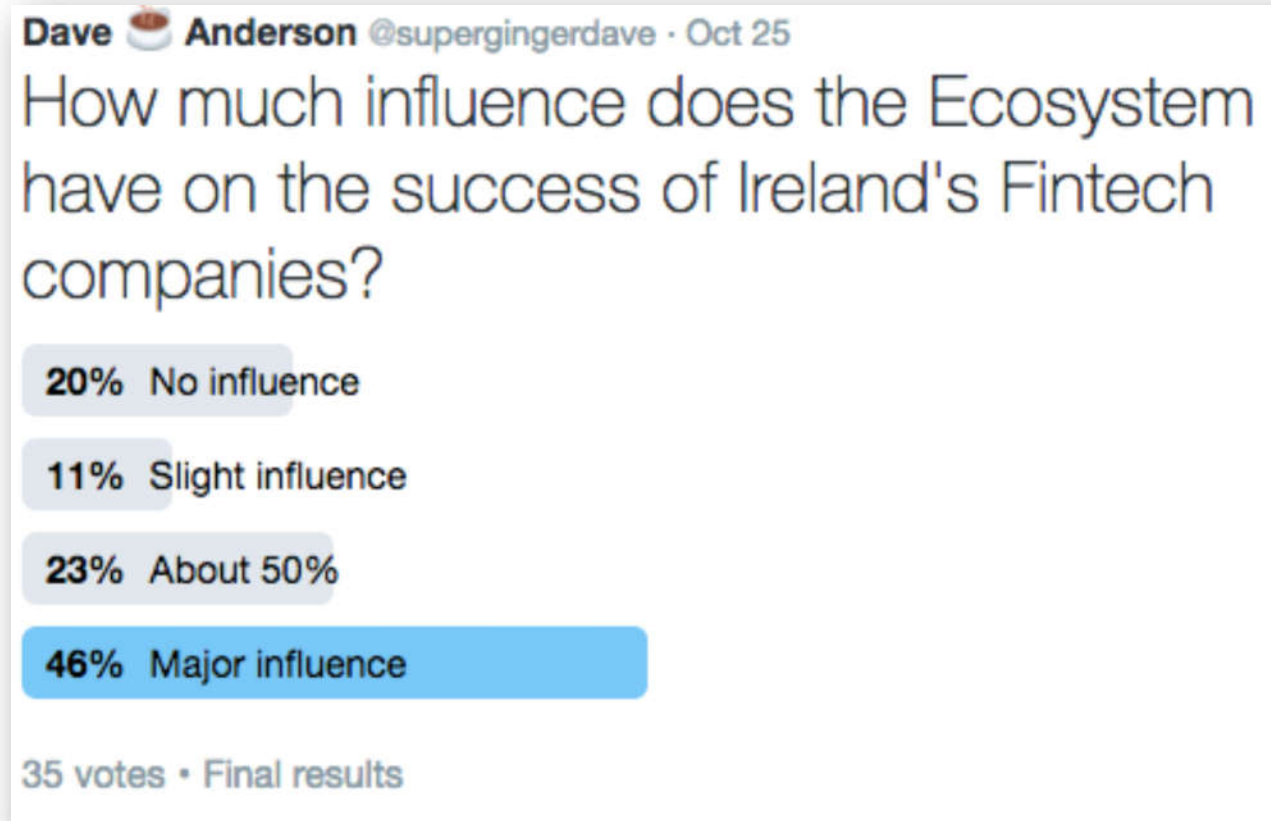 Dave ☕ Anderson @supergingerdave · Oct 25
How much influence does the Ecosystem
have on the success of Ireland's Fintech
companies?
20% No influence
11% Slight influence
23% About 50%
46% Major influence
35 votes • Final results